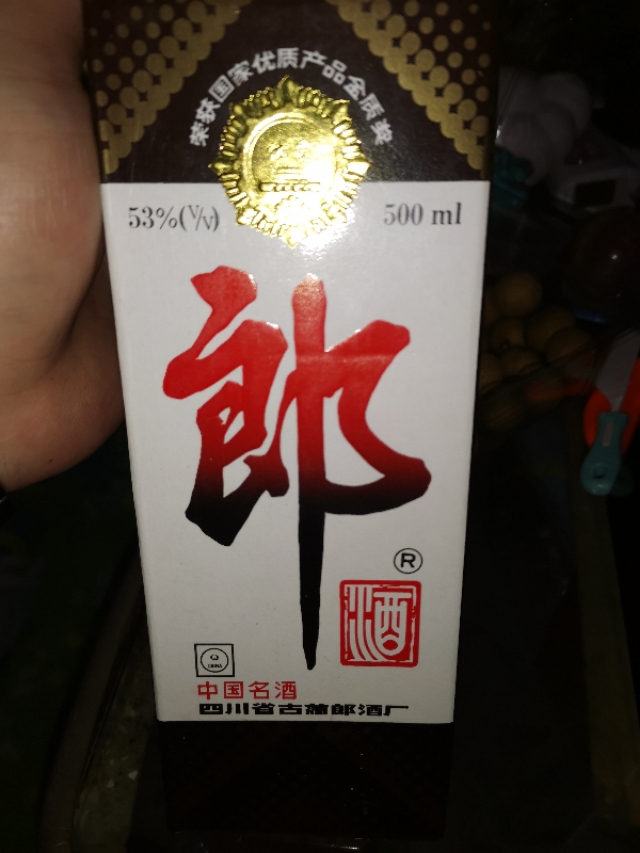 荣获国家优质产品金质奖
53%(V/V)
500 ml
郎
®
酒
CHINA
中国名酒
四川省古蔺郎酒厂